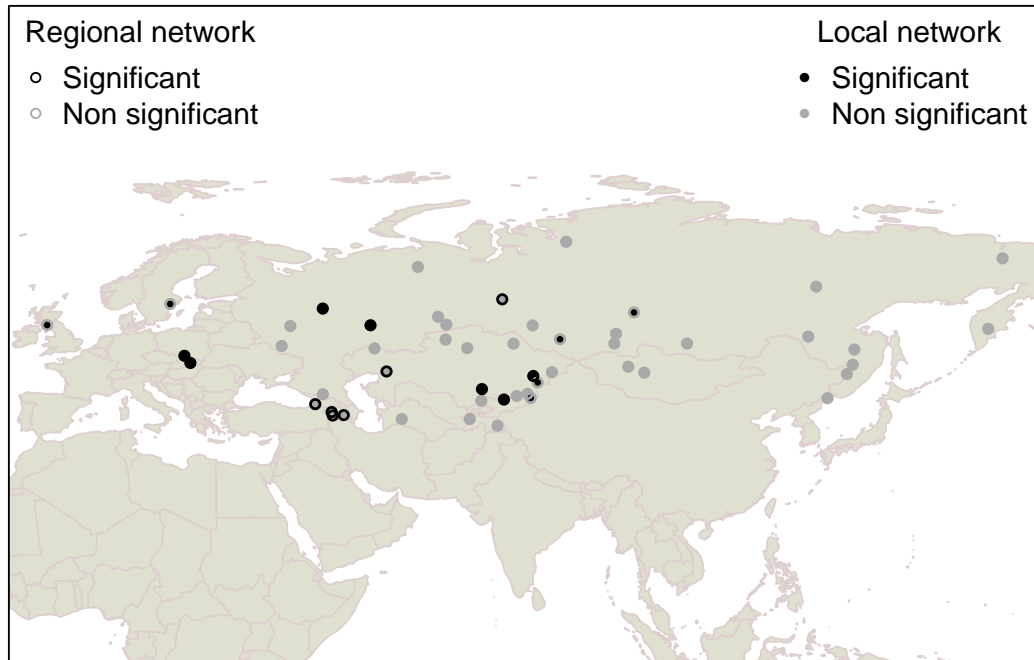 Regional network
Significant
Non significant
Local network
Significant
Non significant